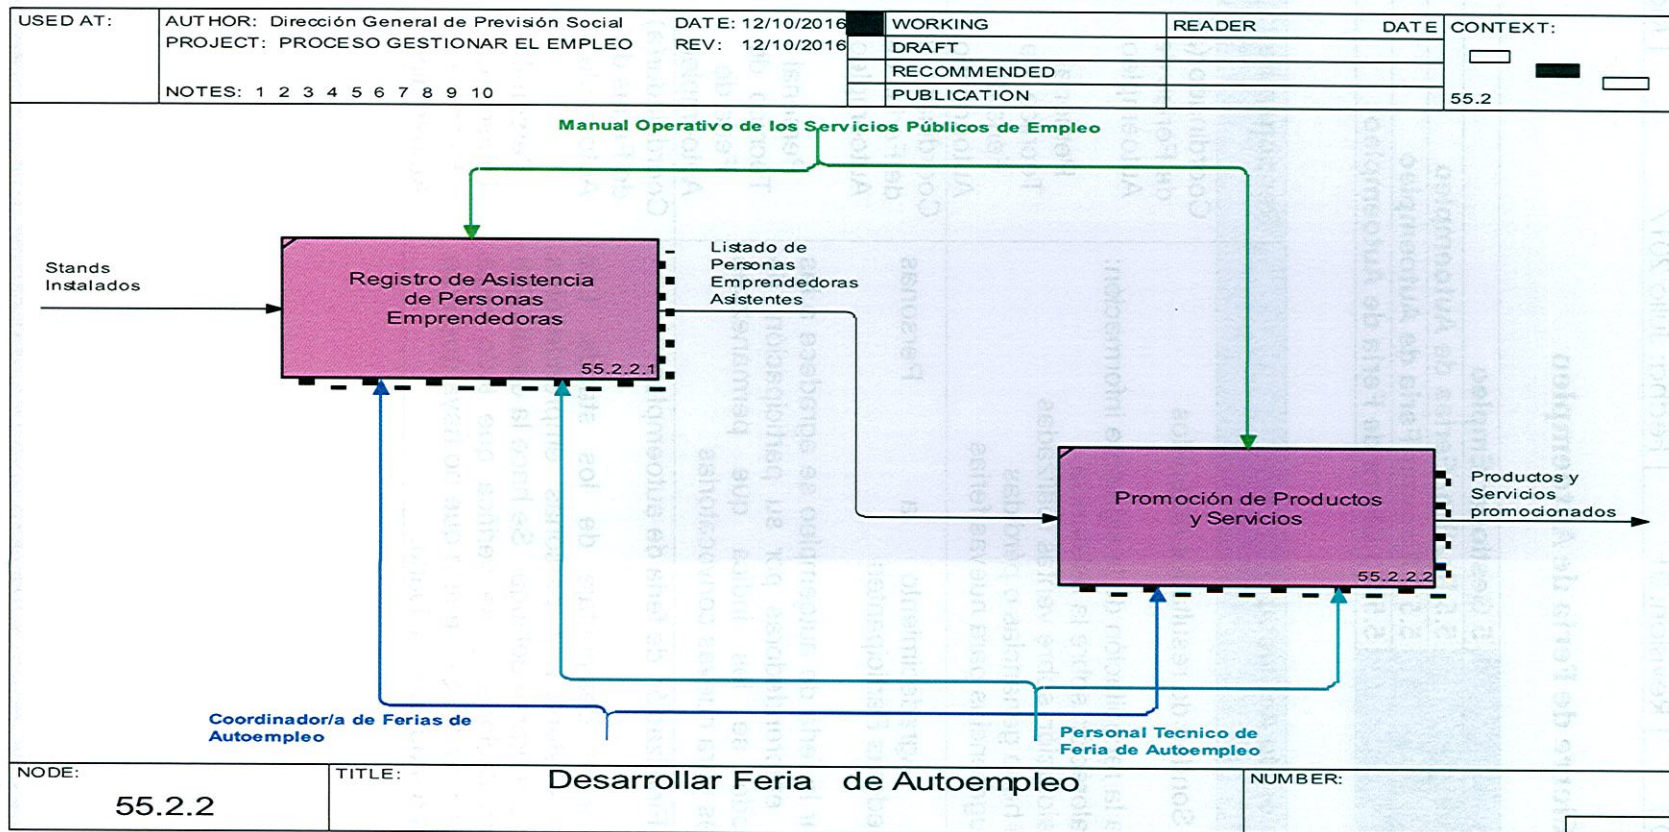 USED AT:
AUTHOR: Dirección General de Previsión Social
DATE: 12/10/2016
PROJECT: PROCESO GESTIONAR EL EMPLEO
REV: 12/10/2016
NOTES: 1 2 3 4 5 6 7 8 9 10
WORKING
DRAFT
RECOMMENDED
PUBLICATION
READER
DATE
CONTEXT:
55.2
Manual Operativo de los Servicios Públicos de Empleo
Stands
Instalados
Registro de Asistencia
de Personas
Emprendedoras
55.2.2.1
Listado de
Personas
Emprendedoras
Asistentes
Promoción de Productos
y Servicios
55.2.2.2
Productos y
Servicios
promocionados
Coordinador/a de Ferias de
Autoempleo
Personal Tecnico de
Feria de Autoempleo
NODE:
55.2.2
TITLE:
Desarrollar Feria de Autoempleo
NUMBER: